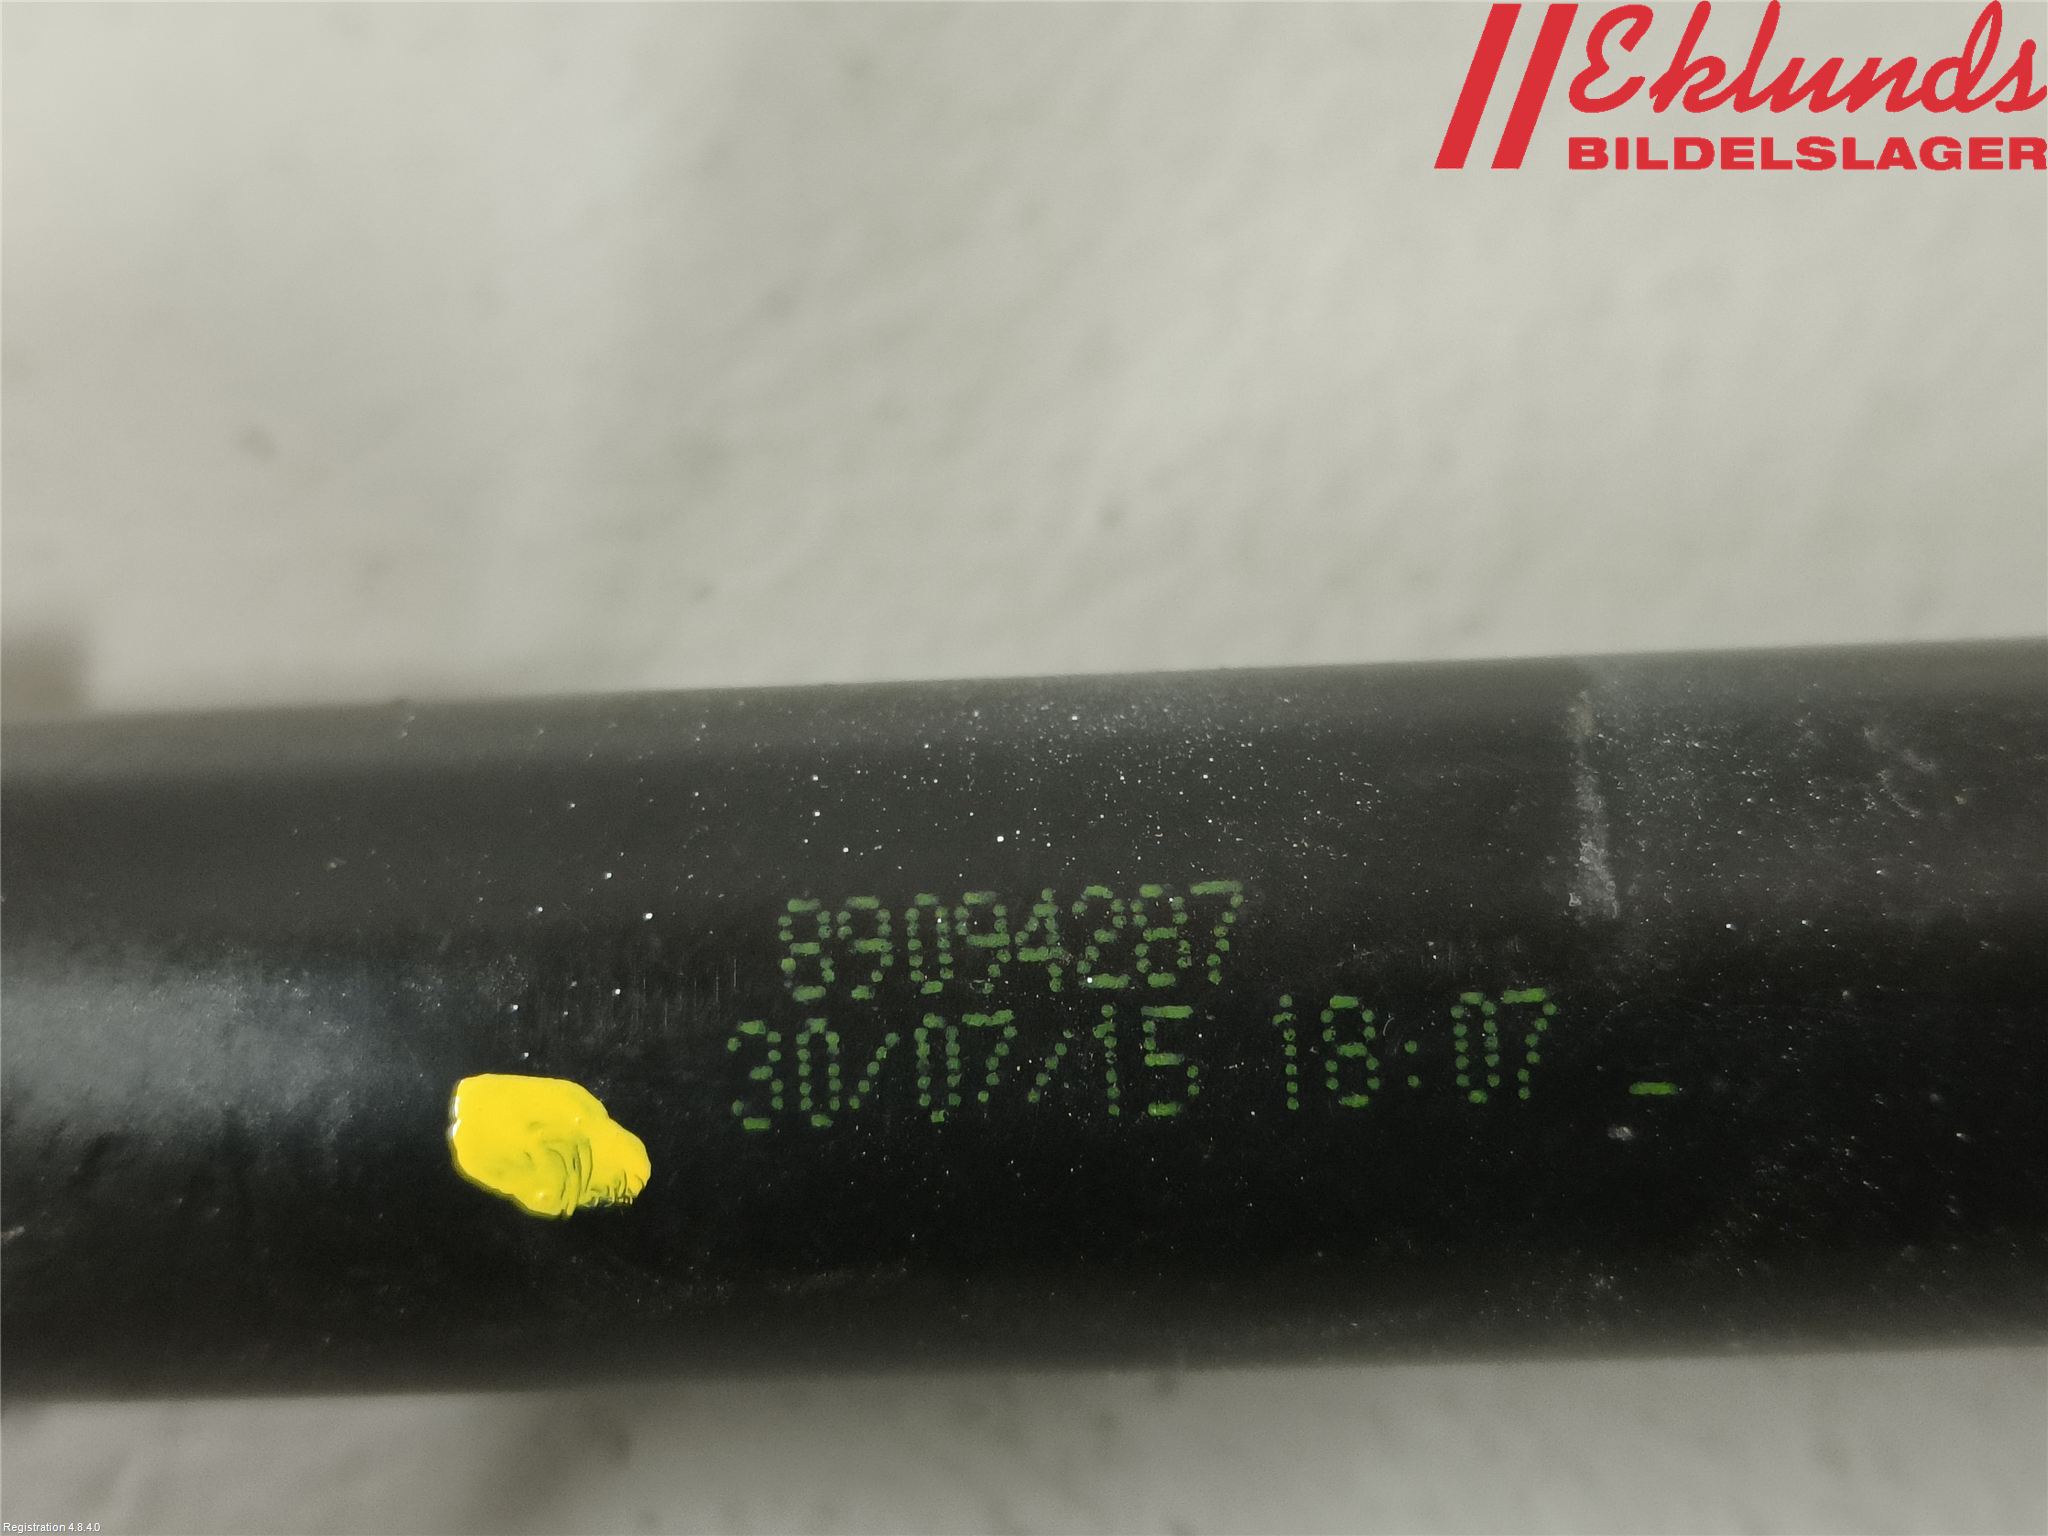 Eklunds
BILDELSLAGER
89094287
30/07/15 18:07 _
Registration 4.8.4.0